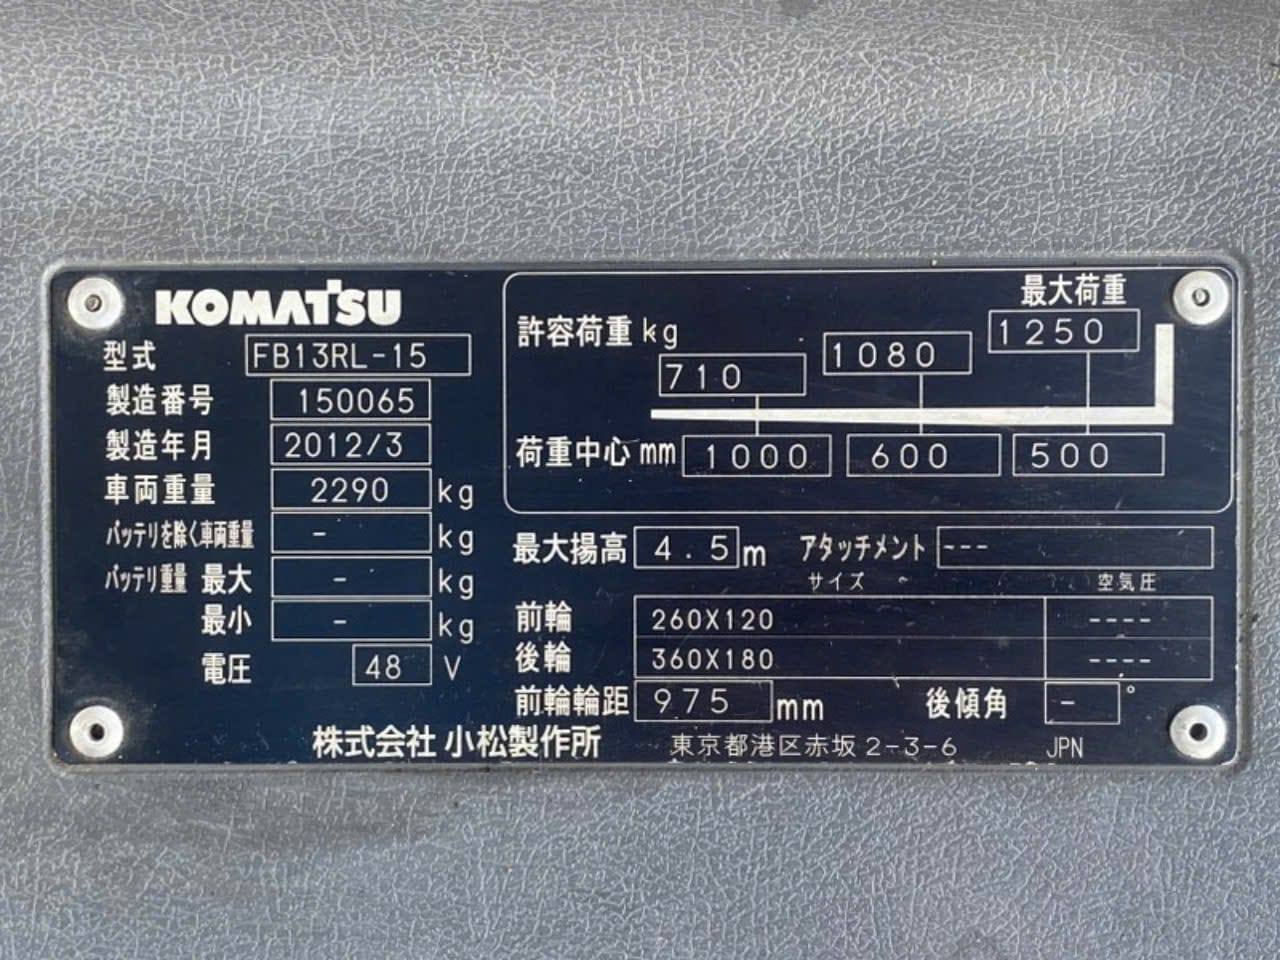 KOMATSU
型式 FB13RL-15
製造番号 150065
製造年月 2012/3
車両重量 2290 kg
バッテリを除く車両重量 - kg
バッテリ重量 最大 - kg
最小 - kg
電圧 48 V
最大荷重
許容荷重 kg 710 1080 1250
荷重中心 mm 1000 600 500
最大揚高 4.5 m アタッチメント ---
サイズ 空気圧
前輪 260X120 ----
後輪 360X180 ----
前輪輪距 975 mm 後傾角 - °
株式会社 小松製作所 東京都港区赤坂 2-3-6 JPN